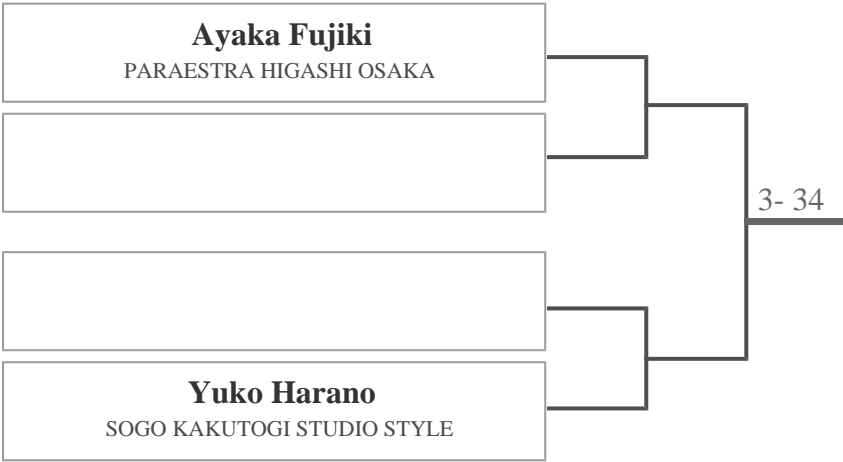 Ayaka Fujiki
PARAESTRA HIGASHI OSAKA
3- 34
Yuko Harano
SOGO KAKUTOGI STUDIO STYLE